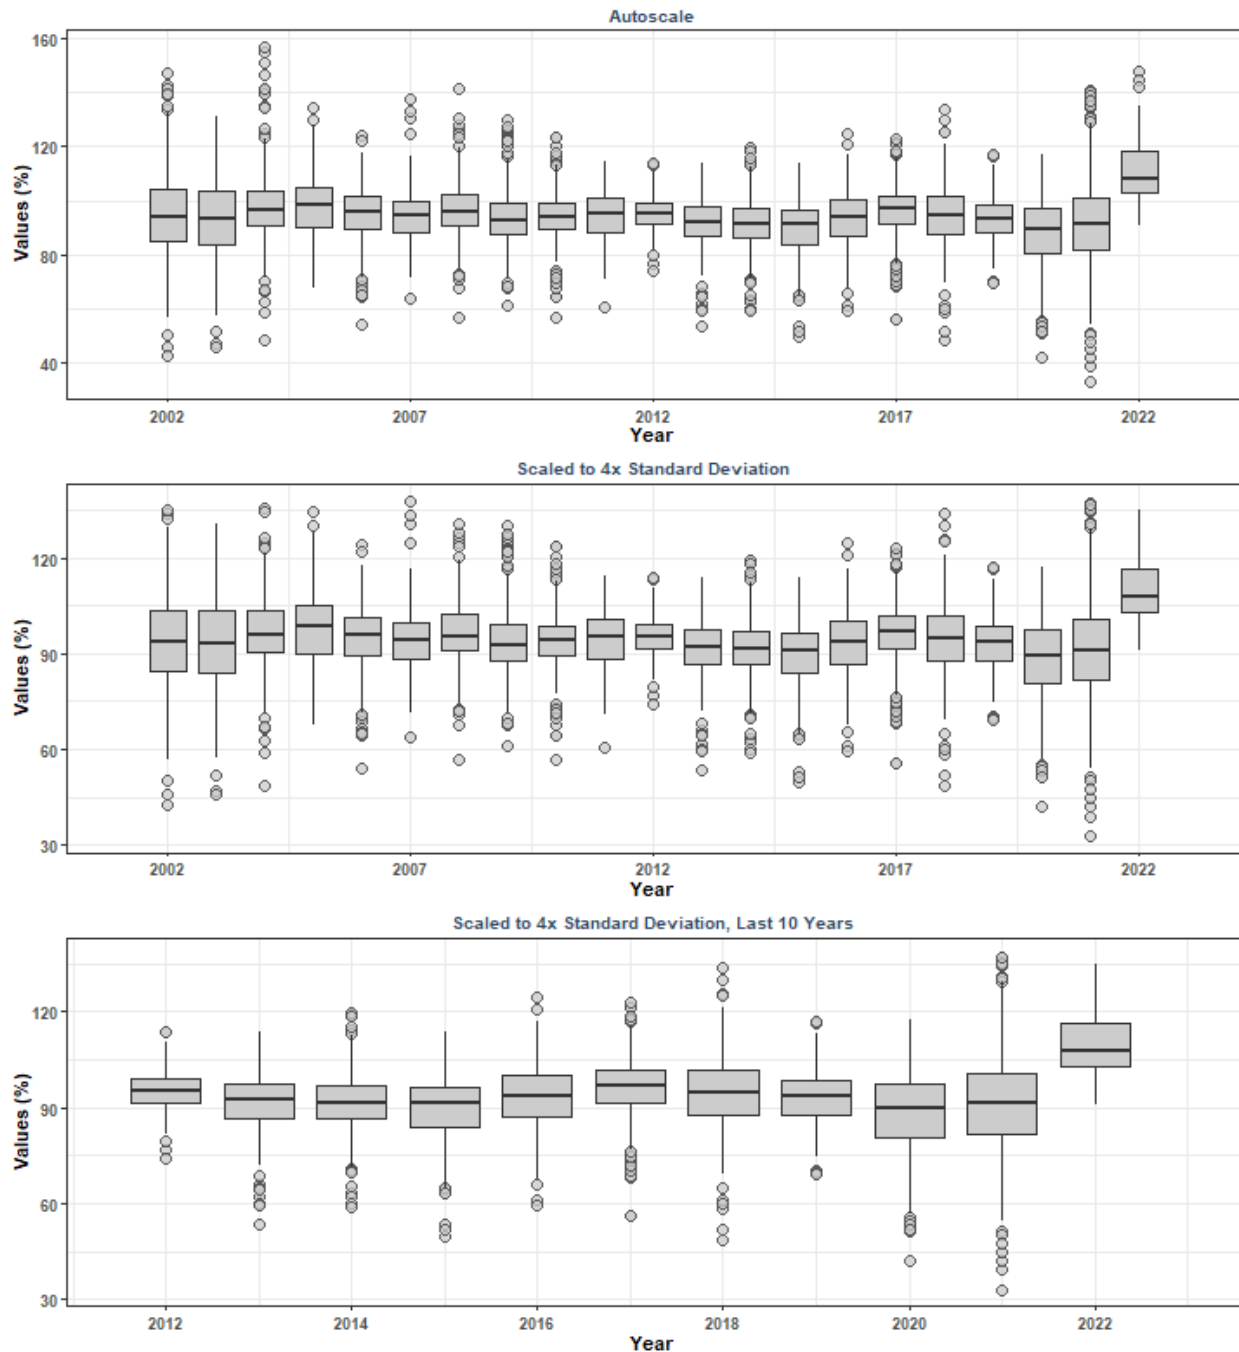 Autoscale
160
120
80
40
Values (%)
2002 2007 2012 2017 2022
Year
Scaled to 4x Standard Deviation
120
90
60
30
Values (%)
2002 2007 2012 2017 2022
Year
Scaled to 4x Standard Deviation, Last 10 Years
120
90
60
30
Values (%)
2012 2014 2016 2018 2020 2022
Year